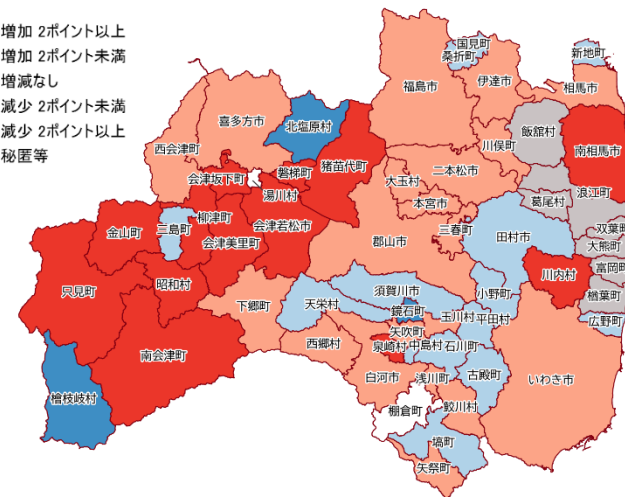 増加 2ポイント以上
増加 2ポイント未満
増減なし
減少 2ポイント未満
減少 2ポイント以上
秘匿等
国見町
桑折町
新地町
福島市
伊達市
相馬市
喜多方市
北塩原村
飯舘村
川俣町
南相馬市
西会津町
猪苗代町
会津坂下町
磐梯町
湯川村
大玉村
二本松市
本宮市
葛尾村
浪江町
金山町
三島町
柳津町
会津若松市
会津美里町
郡山市
三春町
田村市
双葉町
大熊町
富岡町
川内村
只見町
昭和村
下郷町
天栄村
須賀川市
鏡石町
小野町
楢葉町
玉川村
平田村
広野町
南会津町
西郷村
矢吹町
泉崎村
中島村
石川町
白河市
浅川町
古殿町
いわき市
檜枝岐村
棚倉町
鮫川村
塙町
矢祭町